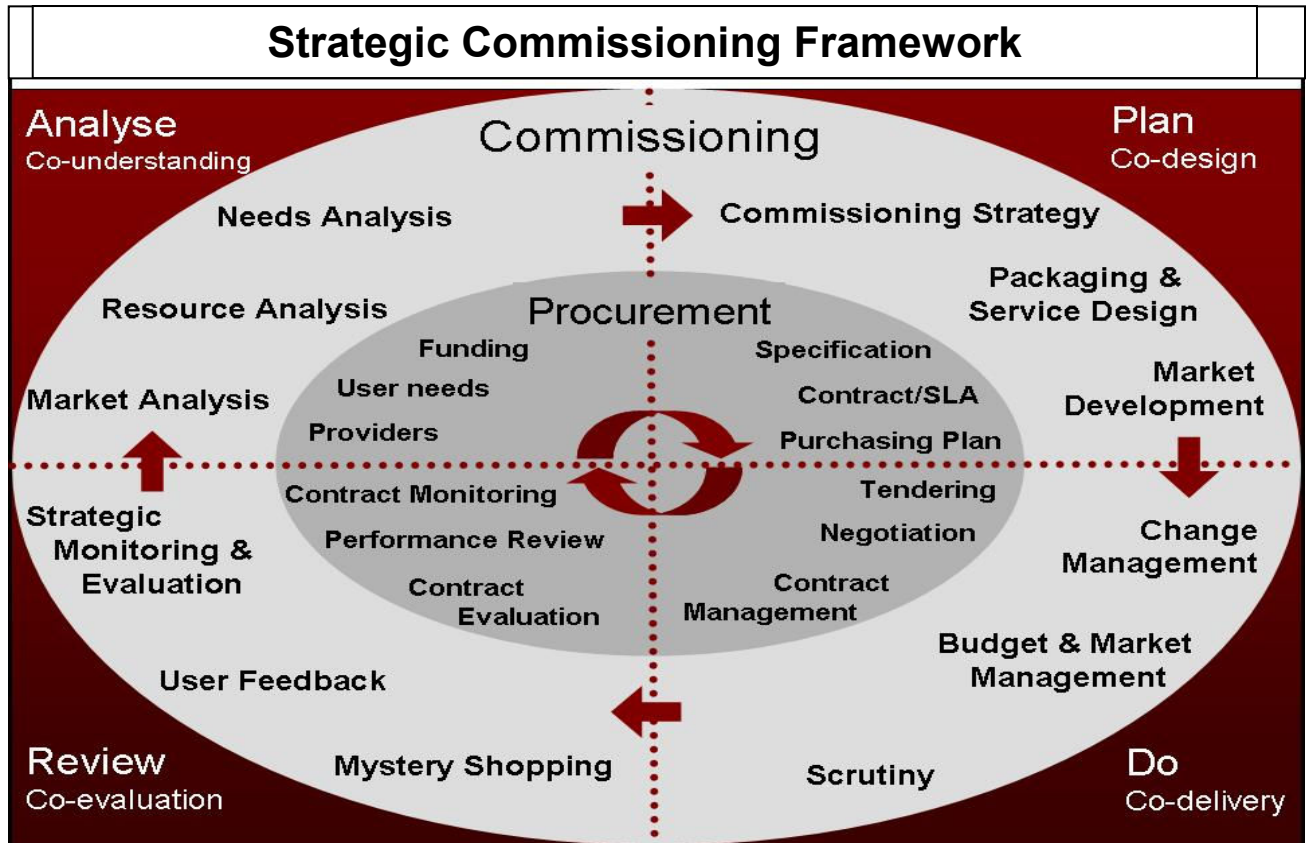 Strategic Commissioning Framework
Analyse
Co-understanding
Plan
Co-design
Commissioning
Needs Analysis
Commissioning Strategy
Resource Analysis
Packaging &
Service Design
Market Analysis
Market
Development
Procurement
Funding
User needs
Providers
Specification
Contract/SLA
Purchasing Plan
Contract Monitoring
Performance Review
Contract
Evaluation
Tendering
Negotiation
Contract
Management
Strategic
Monitoring &
Evaluation
Change
Management
User Feedback
Budget & Market
Management
Mystery Shopping
Scrutiny
Review
Co-evaluation
Do
Co-delivery